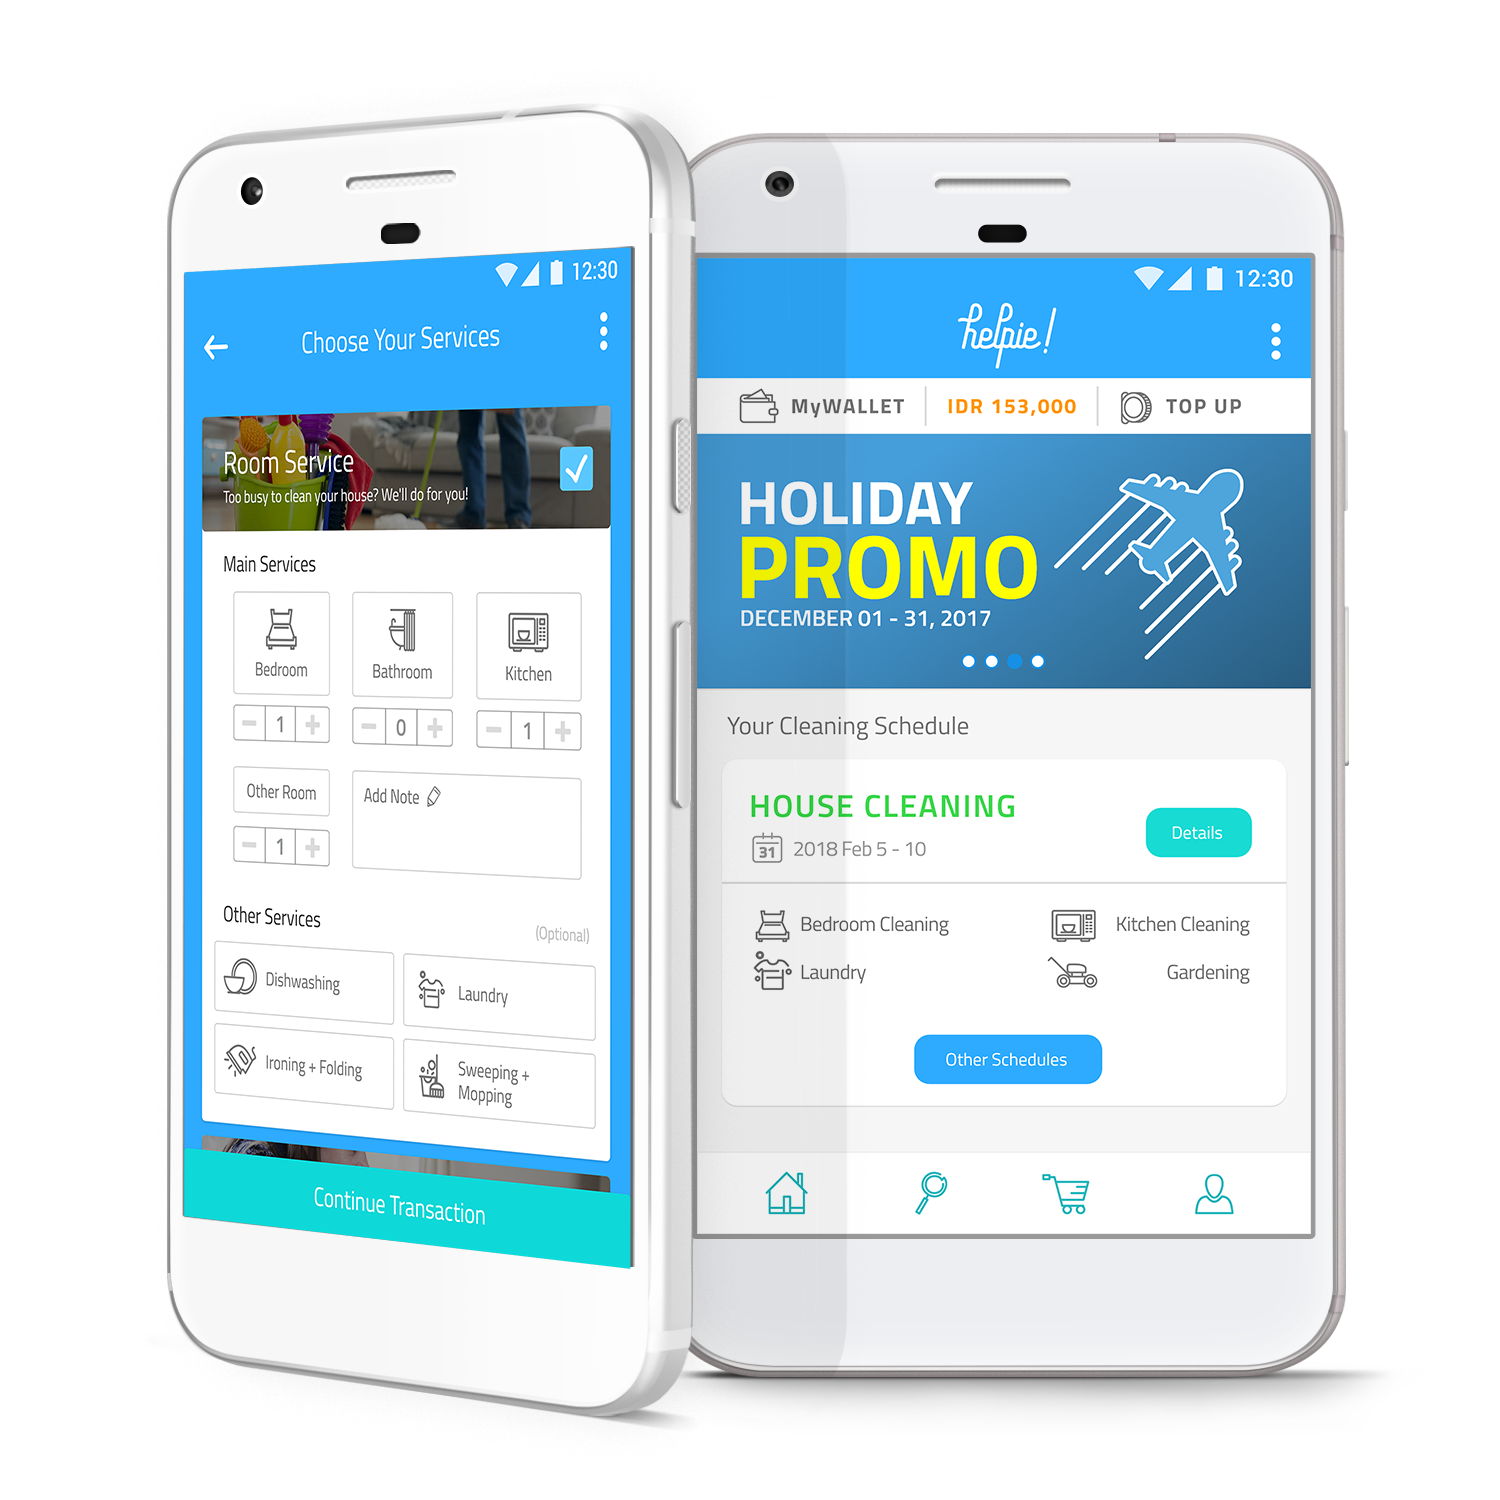 12:30
Choose Your Services
Room Service
Too busy to clean your house? We'll do for you!
Main Services
Bedroom
Bathroom
Kitchen
1
0
1
Other Room
Add Note
1
Other Services
(Optional)
Dishwashing
Laundry
Ironing + Folding
Sweeping +
Mopping
Continue Transaction
12:30
helpie!
MyWALLET
IDR 153,000
TOP UP
HOLIDAY
PROMO
DECEMBER 01 - 31, 2017
Your Cleaning Schedule
HOUSE CLEANING
Details
31
2018 Feb 5 - 10
Bedroom Cleaning
Kitchen Cleaning
Laundry
Gardening
Other Schedules